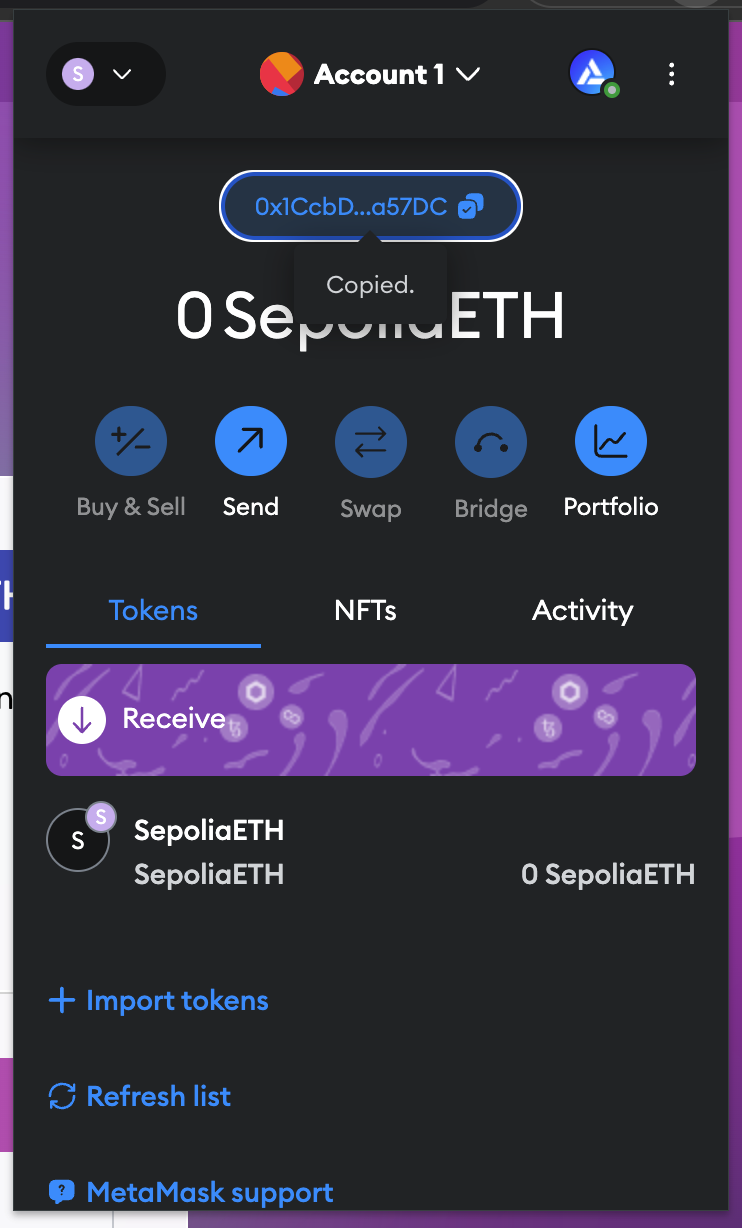 S
Account 1
0x1CcbD...a57DC
Copied.
0 SepoliaETH
Buy & Sell
Send
Swap
Bridge
Portfolio
Tokens
NFTs
Activity
Receive
S
S
SepoliaETH
SepoliaETH
0 SepoliaETH
Import tokens
Refresh list
MetaMask support